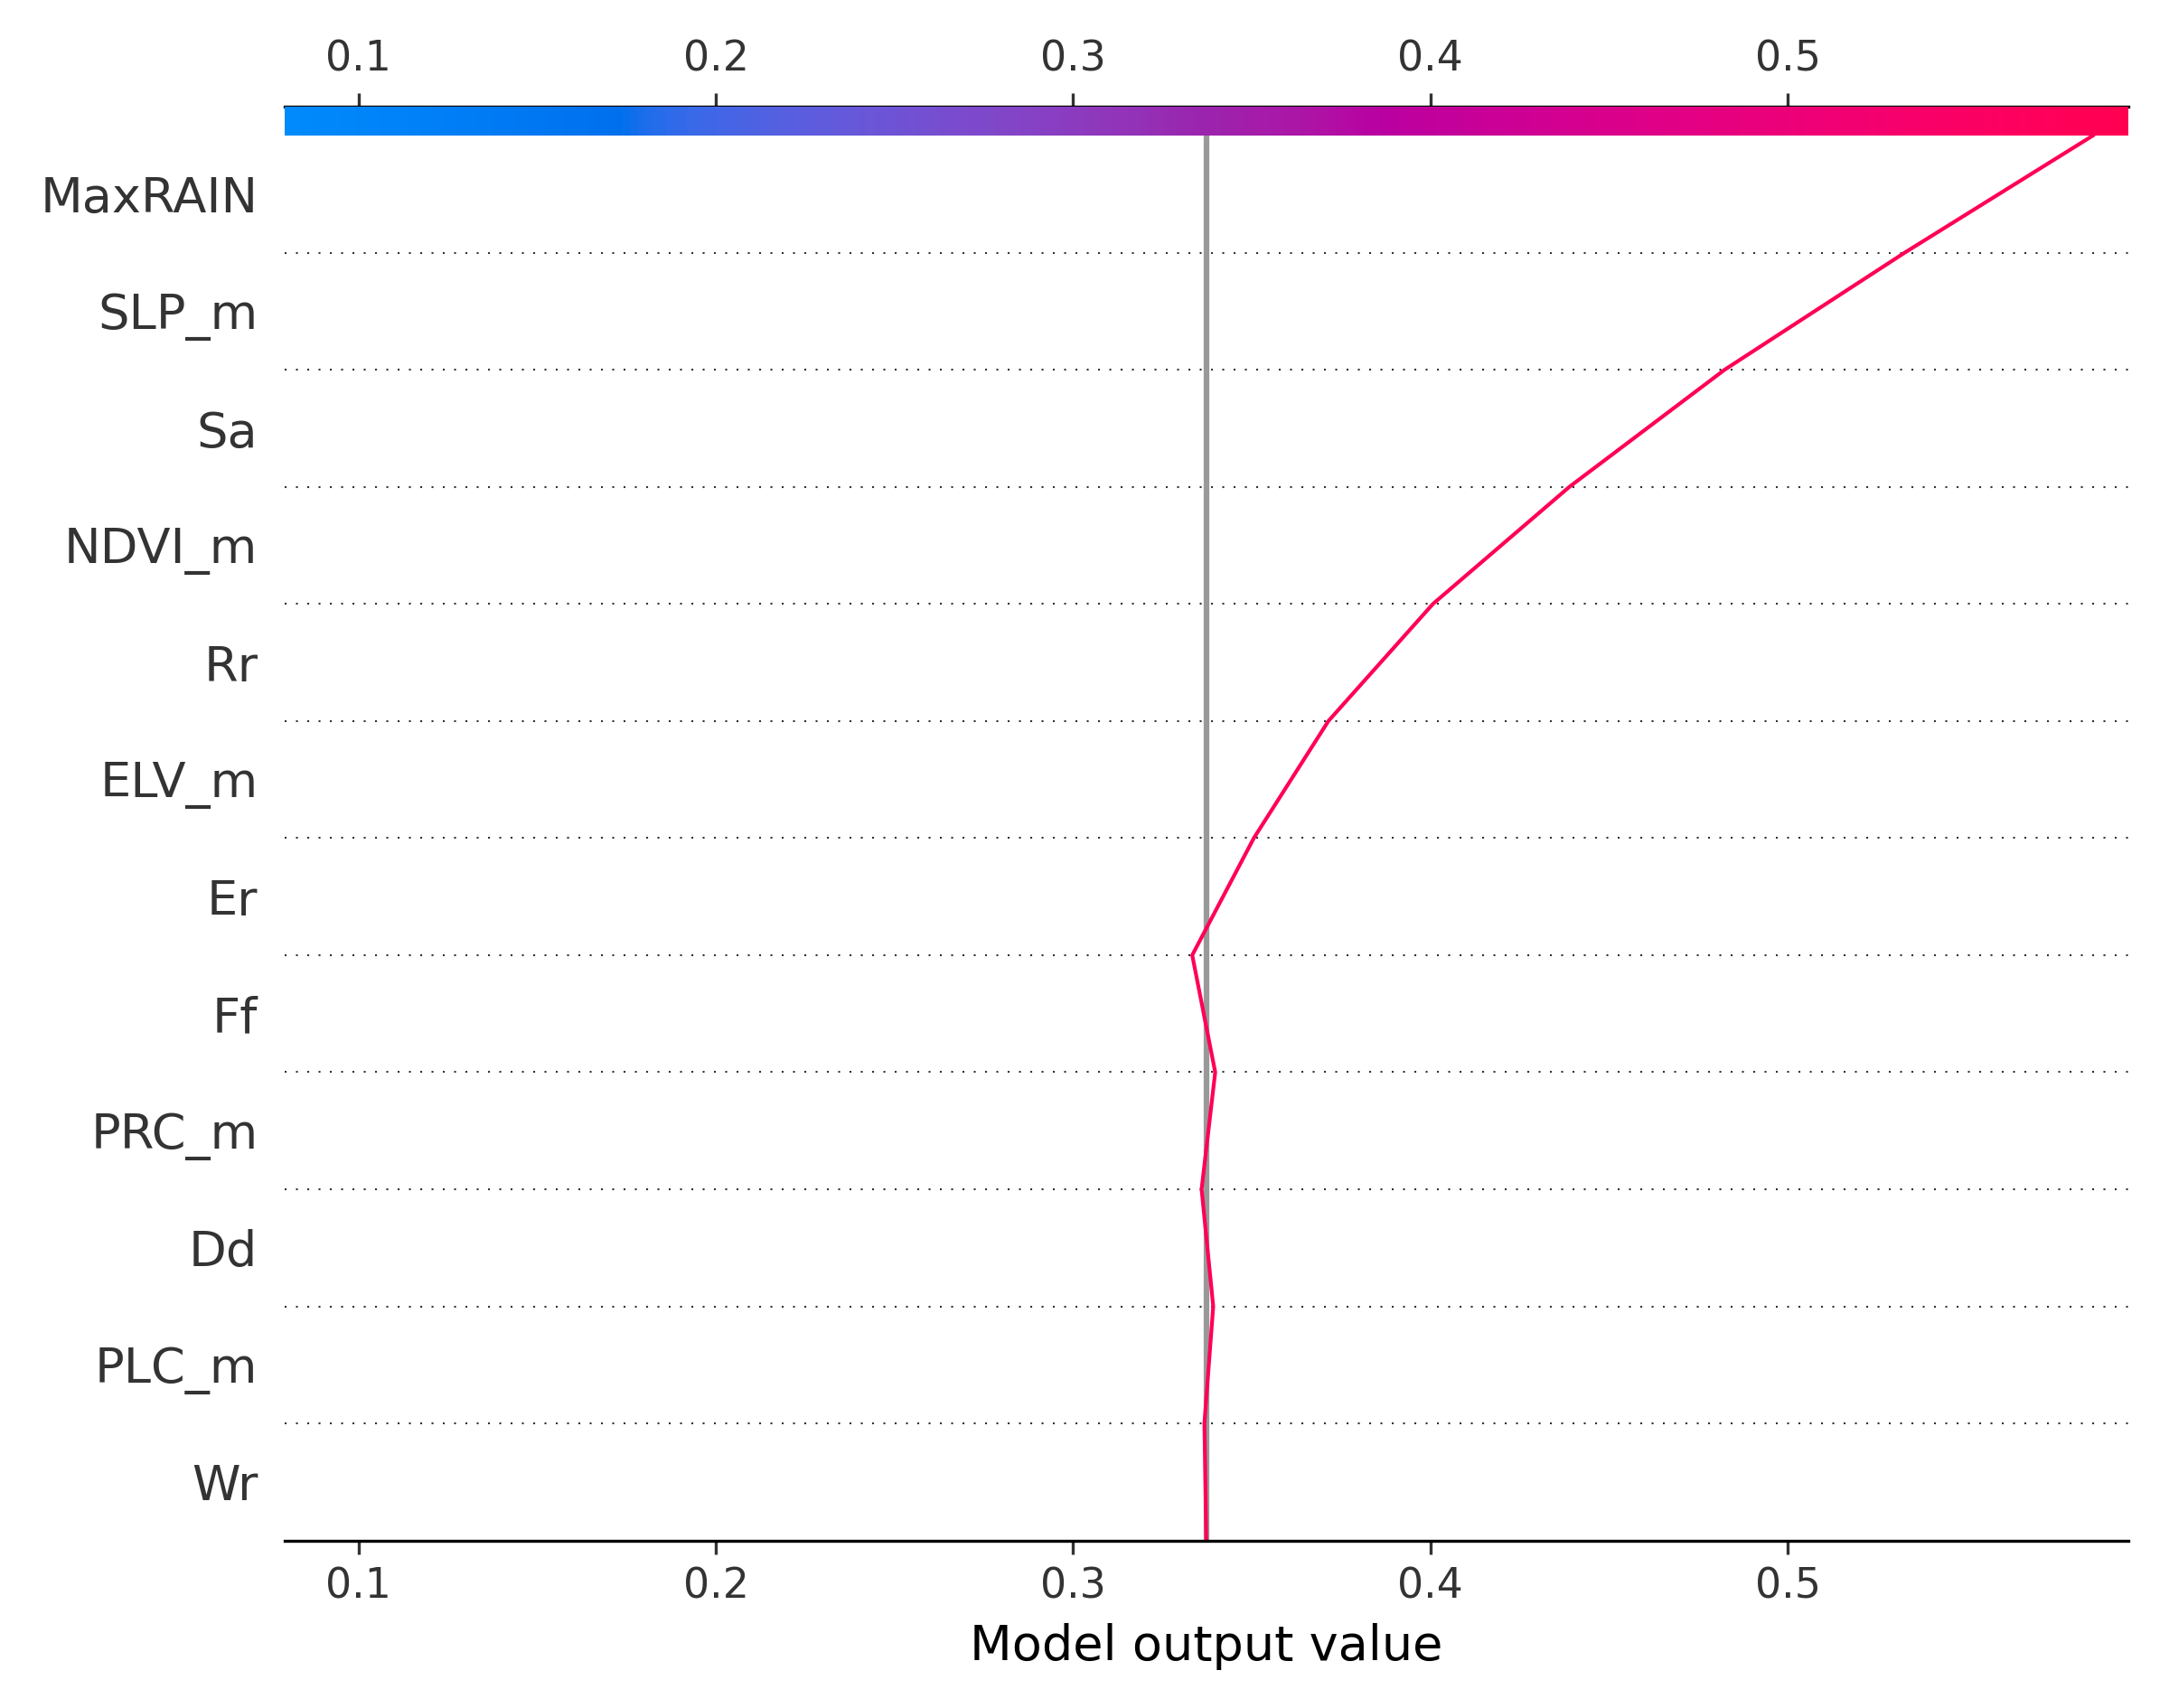 0.1 0.2 0.3 0.4 0.5
MaxRAIN
SLP_m
Sa
NDVI_m
Rr
ELV_m
Er
Ff
PRC_m
Dd
PLC_m
Wr
0.1 0.2 0.3 0.4 0.5
Model output value